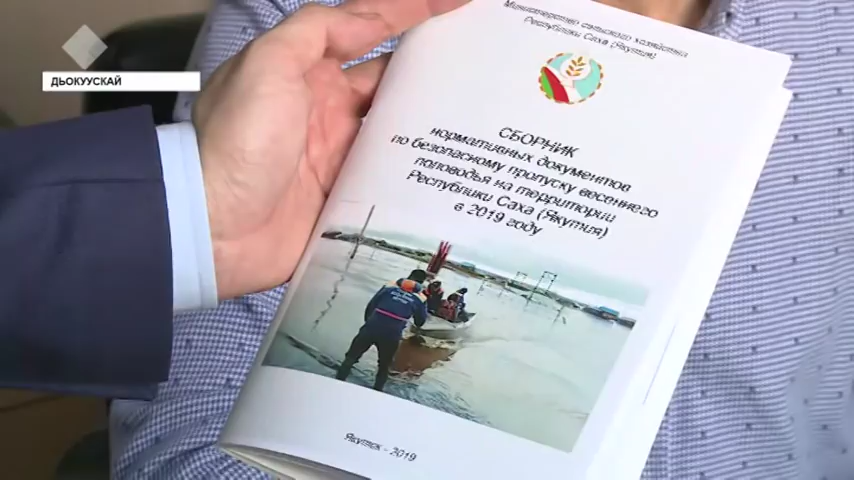 ДЬОКУУСКАЙ
Министерство сельского хозяйства
Республики Саха (Якутия)
СБОРНИК
нормативных документов
по безопасному пропуску весеннего
половодья на территории
Республики Саха (Якутия)
в 2019 году
Якутск - 2019